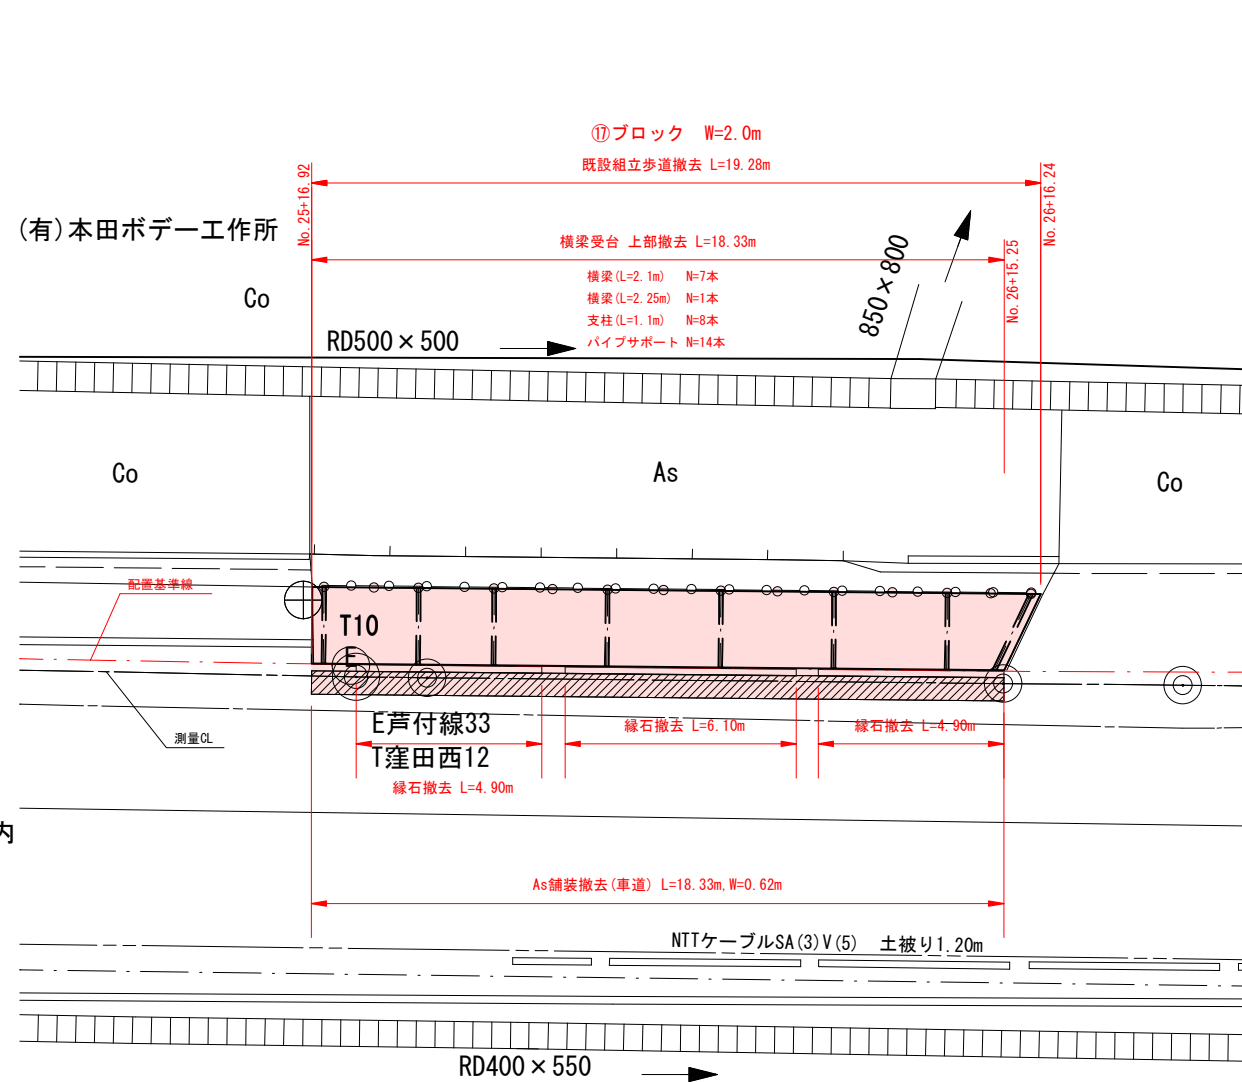 ⑰ブロック　W=2.0m
既設組立歩道撤去 L=19.28m
No.25+16.92
No.26+16.24
(有)本田ボデー工作所
横梁受台 上部撤去 L=18.33m
No.26+15.25
850×800
横梁(L=2.1m)　N=7本
横梁(L=2.25m)　N=1本
支柱(L=1.1m)　N=8本
パイプサポート N=14本
Co
RD500×500
Co
As
Co
配置基準線
T10
E
測量CL
E芦付線33
T窪田西12
縁石撤去 L=6.10m
縁石撤去 L=4.90m
縁石撤去 L=4.90m
内
As舗装撤去(車道) L=18.33m,W=0.62m
NTTケーブルSA(3)V(5)　土被り1.20m
RD400×550